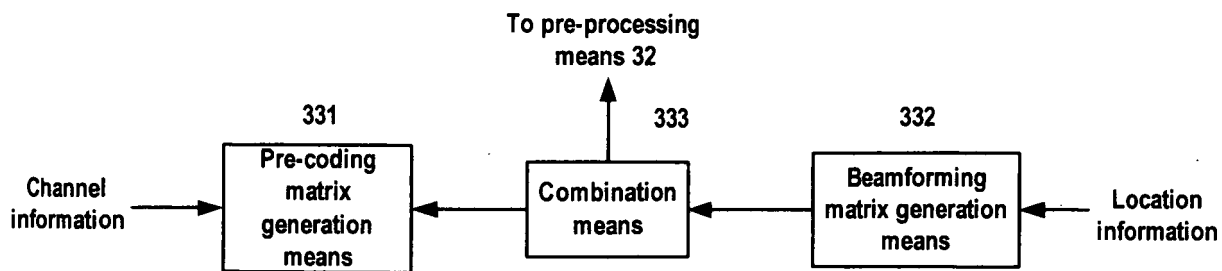 To pre-processing
means 32
331
333
332
Pre-coding
matrix
generation
means
Combination
means
Beamforming
matrix generation
means
Channel
information
Location
information